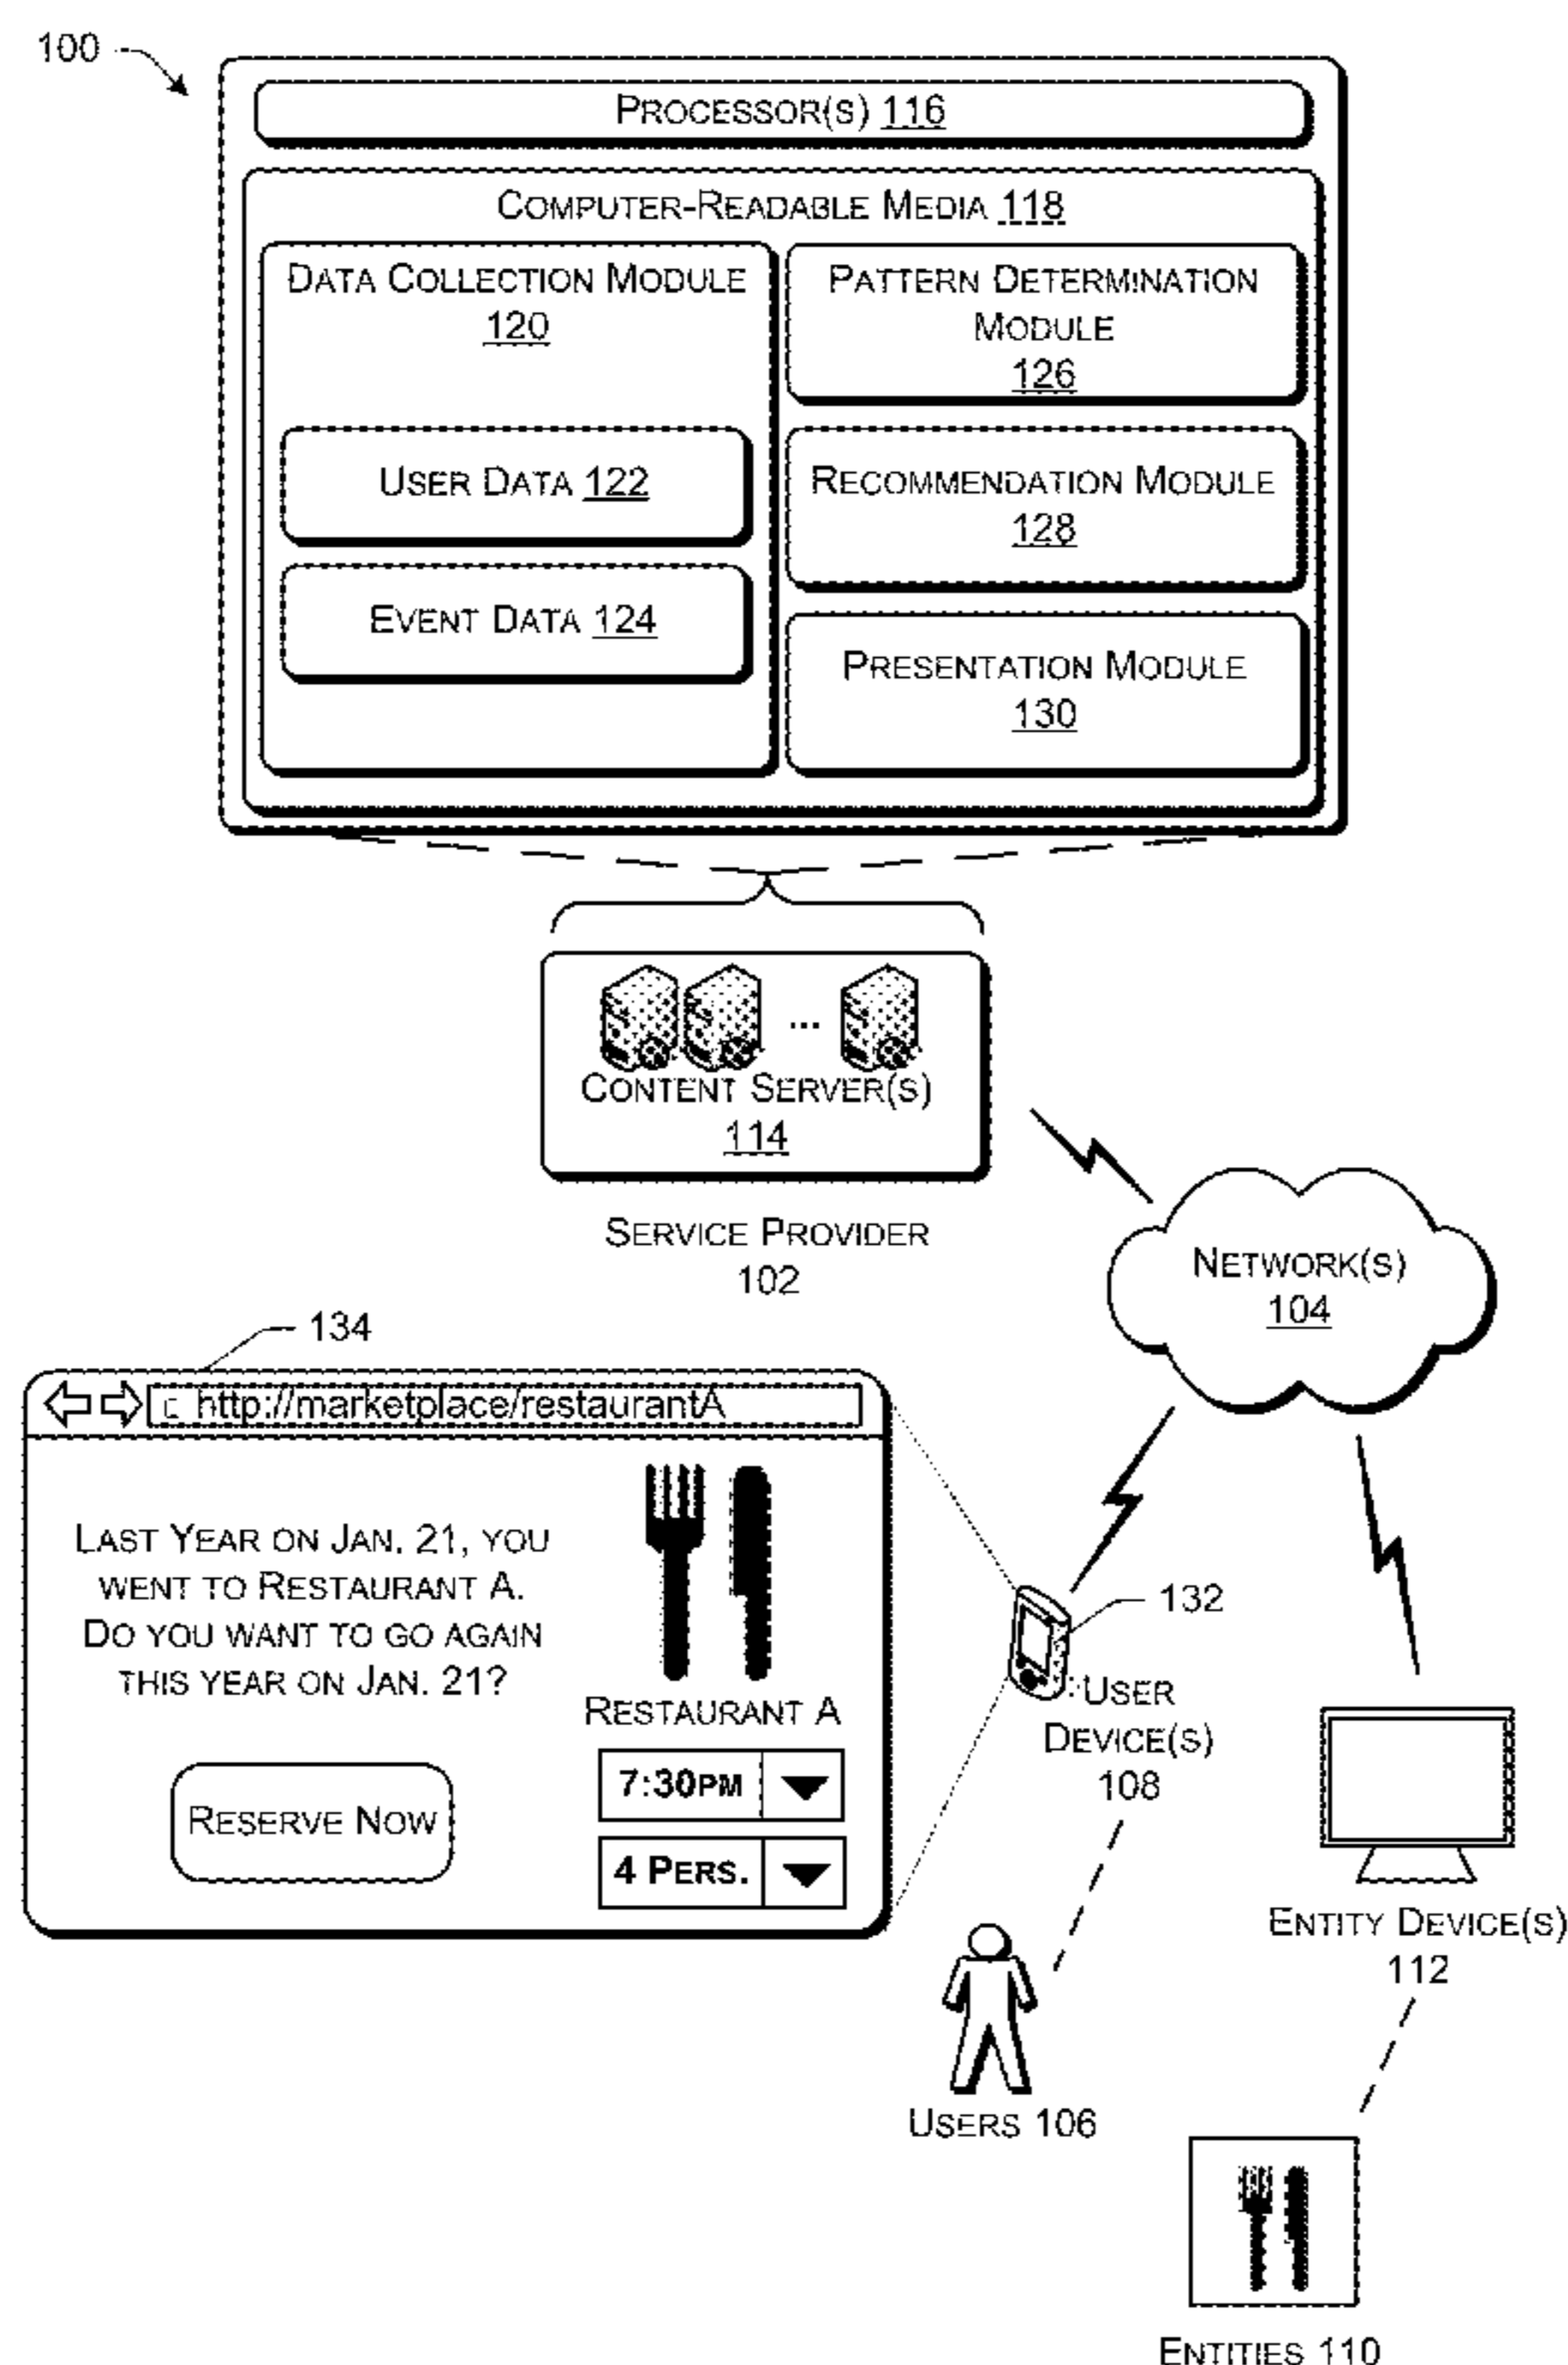 100
PROCESSOR(S) 116
COMPUTER-READABLE MEDIA 118
DATA COLLECTION MODULE
120
USER DATA 122
EVENT DATA 124
PATTERN DETERMINATION
MODULE
126
RECOMMENDATION MODULE
128
PRESENTATION MODULE
130
...
CONTENT SERVER(S)
114
SERVICE PROVIDER
102
NETWORK(S)
104
134
http://marketplace/restaurantA
LAST YEAR ON JAN. 21, YOU
WENT TO RESTAURANT A.
DO YOU WANT TO GO AGAIN
THIS YEAR ON JAN. 21?
RESERVE NOW
RESTAURANT A
7:30PM
4 PERS.
132
USER
DEVICE(S)
108
ENTITY DEVICE(S)
112
USERS 106
ENTITIES 110